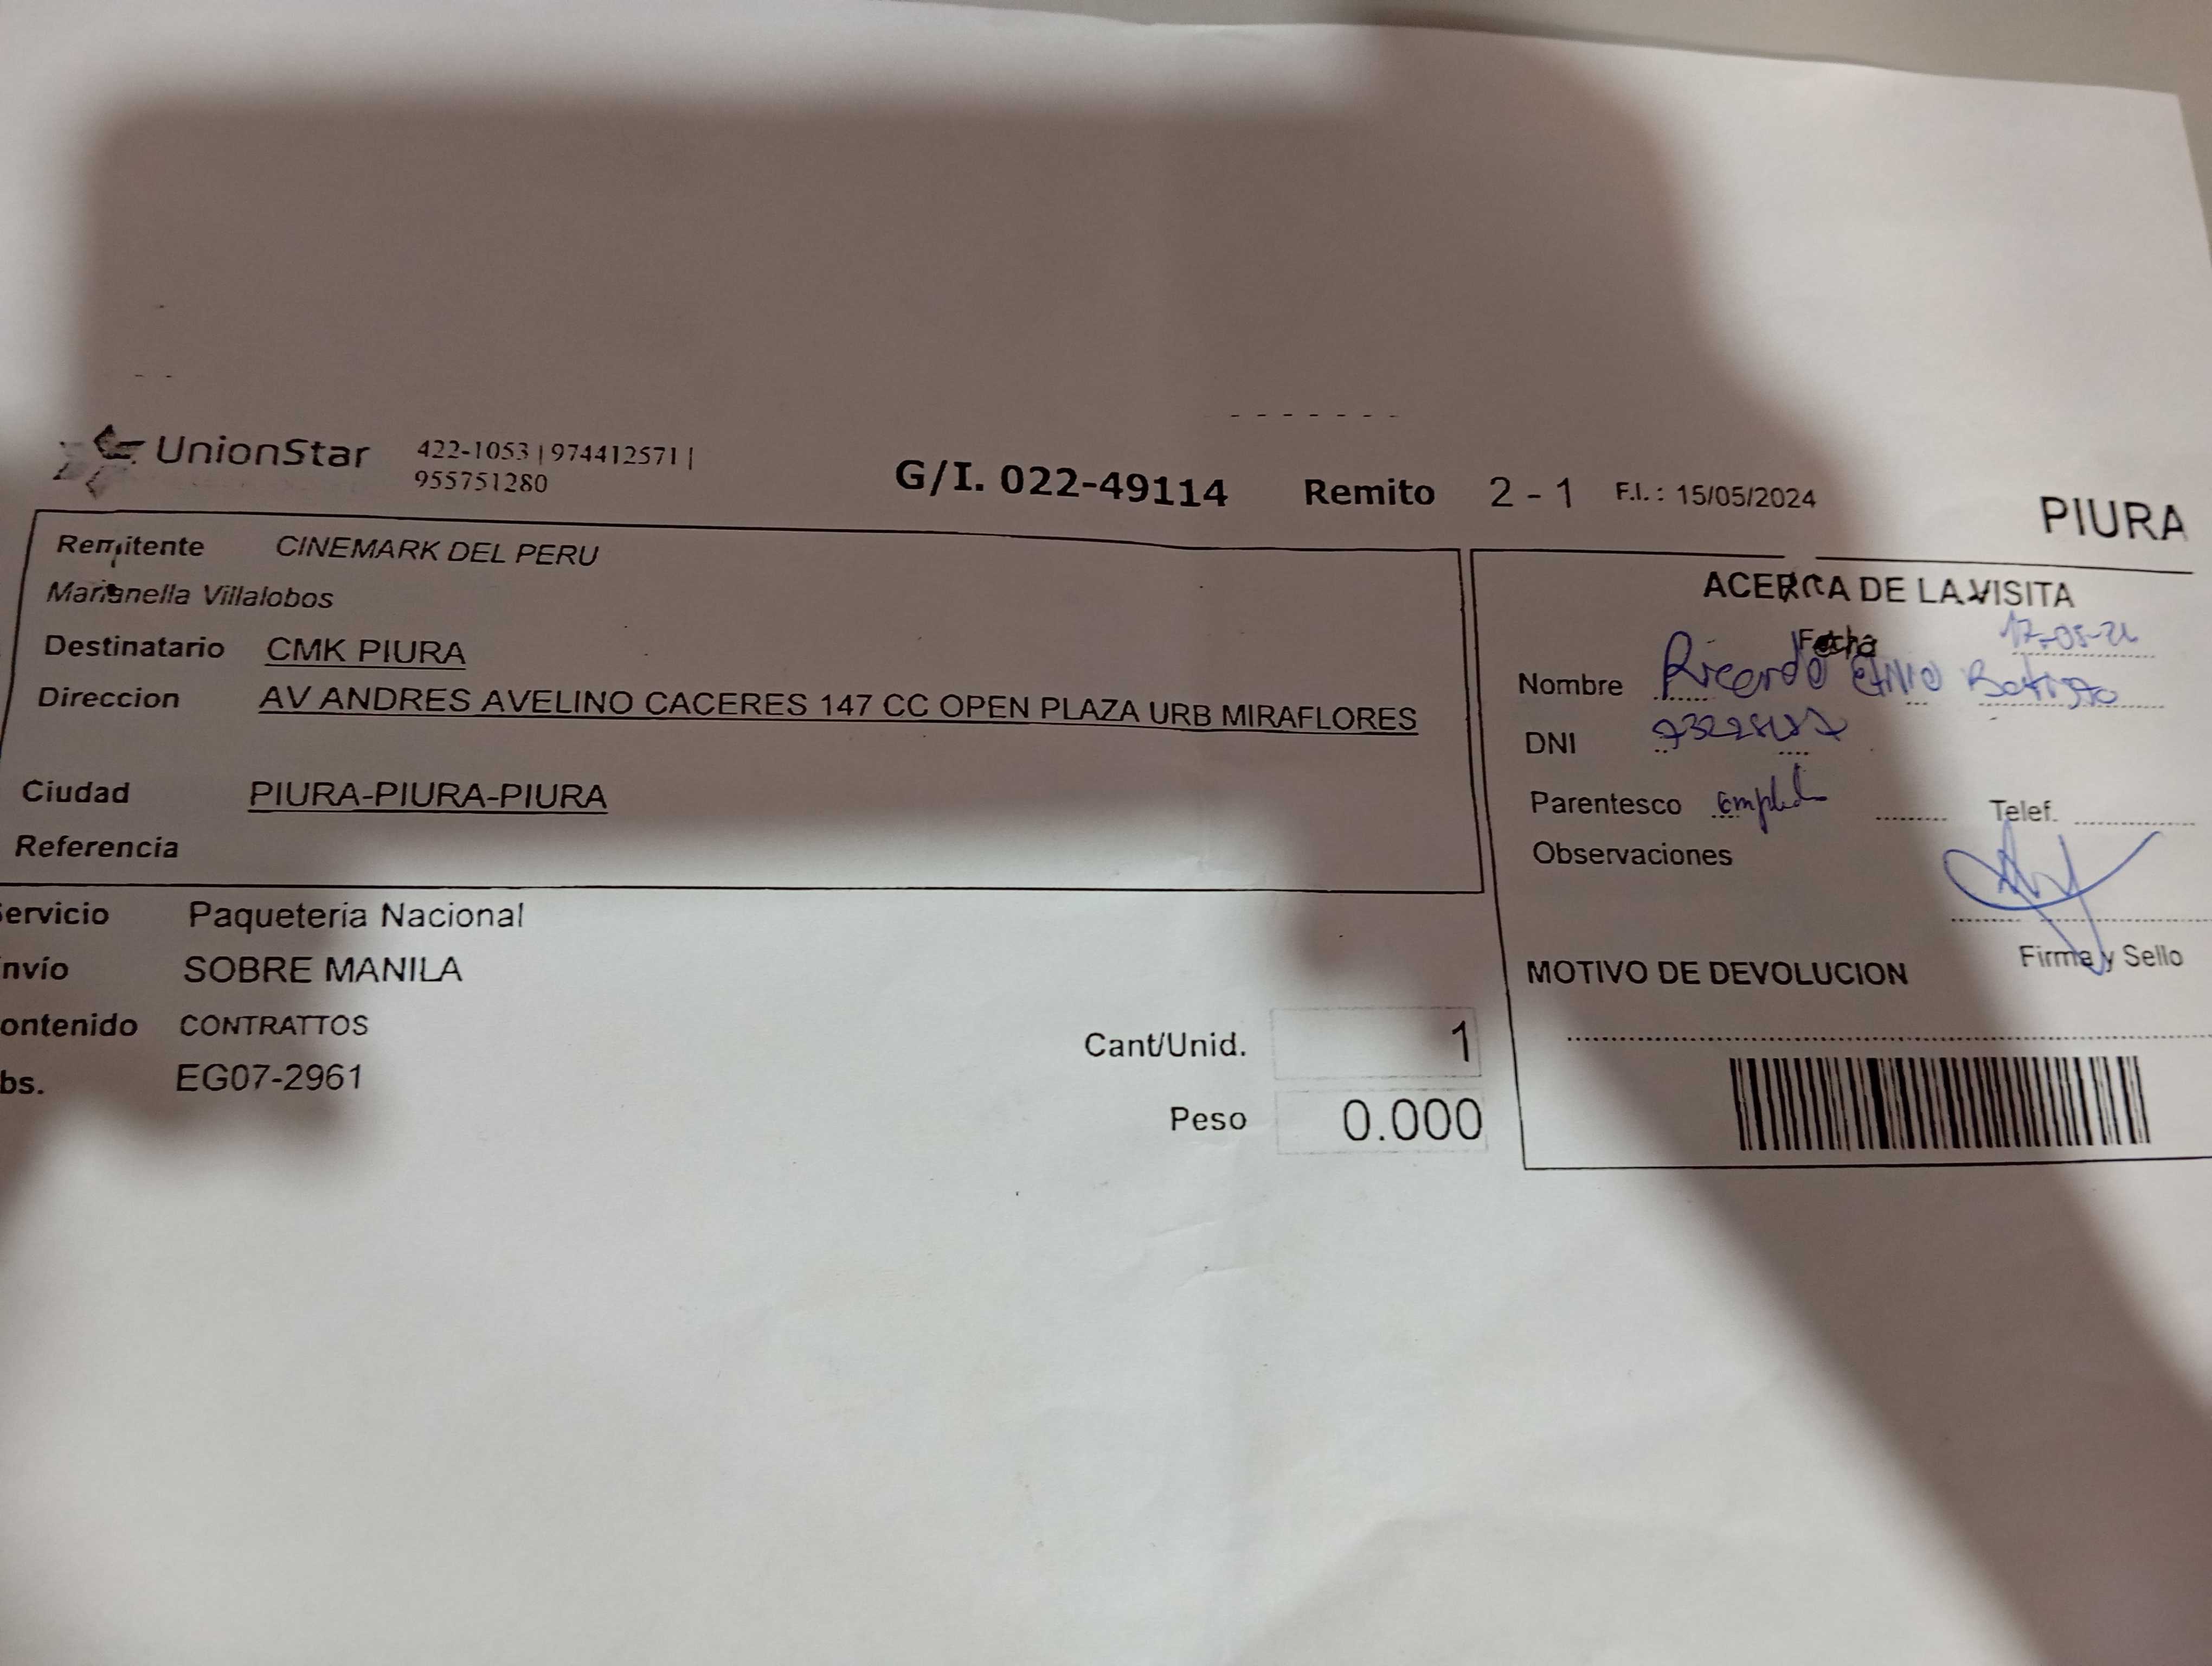 UnionStar 422-1053 | 974412571 |
955751280
G/I. 022-49114 Remito 2 - 1 F.I. : 15/05/2024
PIURA
Remitente CINEMARK DEL PERU
Marianella Villalobos
Destinatario CMK PIURA
Direccion AV ANDRES AVELINO CACERES 147 CC OPEN PLAZA URB MIRAFLORES
Ciudad PIURA-PIURA-PIURA
Referencia
ervicio Paquetería Nacional
nvío SOBRE MANILA
ontenido CONTRATTOS
bs. EG07-2961
Cant/Unid. 1
Peso 0.000
ACERCA DE LA VISITA
Fecha
Nombre Ricardo
DNI
Parentesco Telef.
Observaciones
Firma y Sello
MOTIVO DE DEVOLUCION